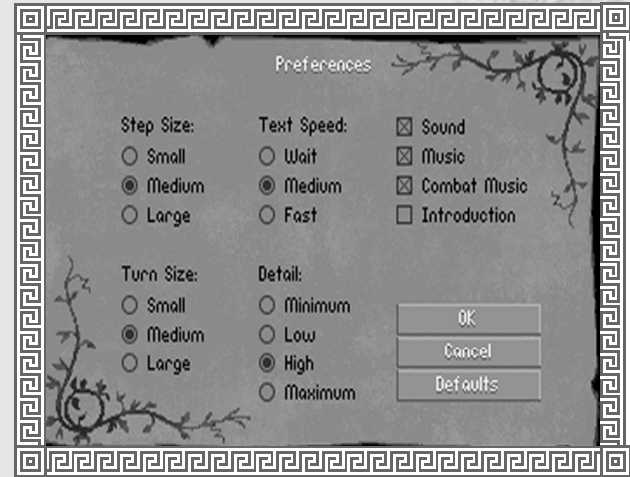 Preferences
Step Size:
Small
Medium
Large
Text Speed:
Wait
Medium
Fast
Sound
Music
Combat Music
Introduction
Turn Size:
Small
Medium
Large
Detail:
Minimum
Low
High
Maximum
OK
Cancel
Defaults